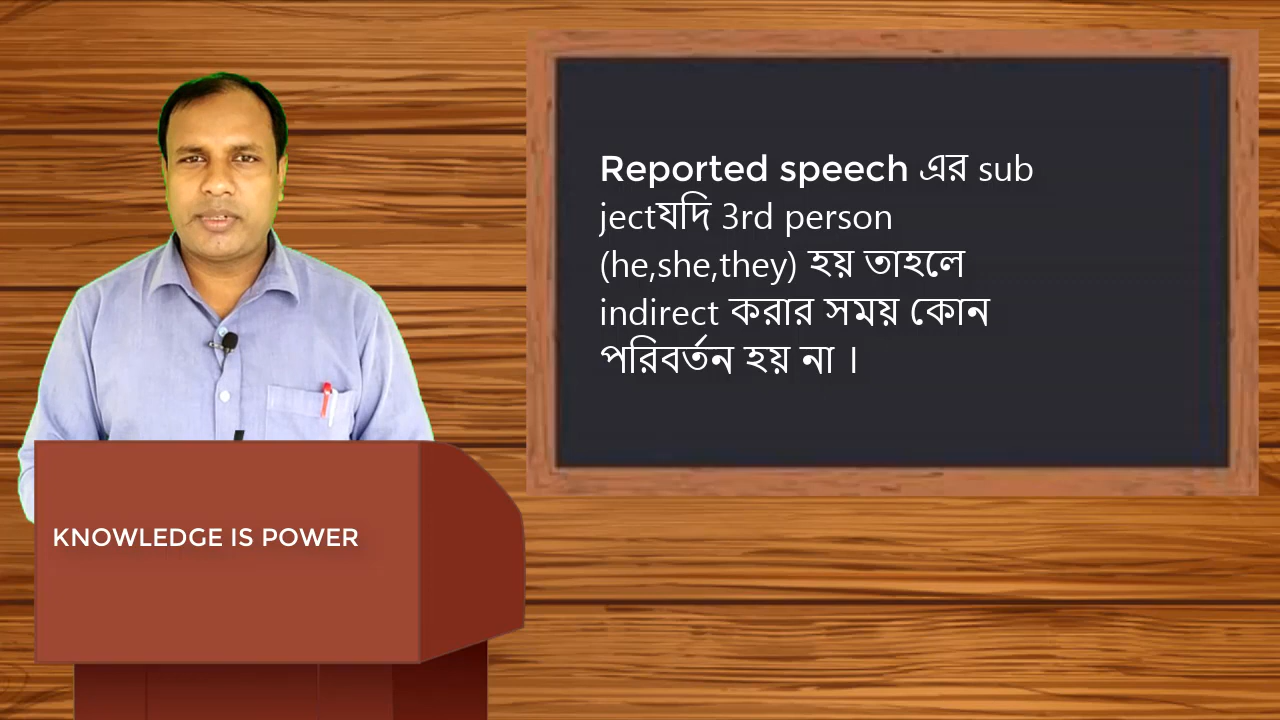 Reported speech এর sub
jectযদি 3rd person
(he,she,they) হয় তাহলে
indirect করার সময় কোন
পরিবর্তন হয় না ।
KNOWLEDGE IS POWER